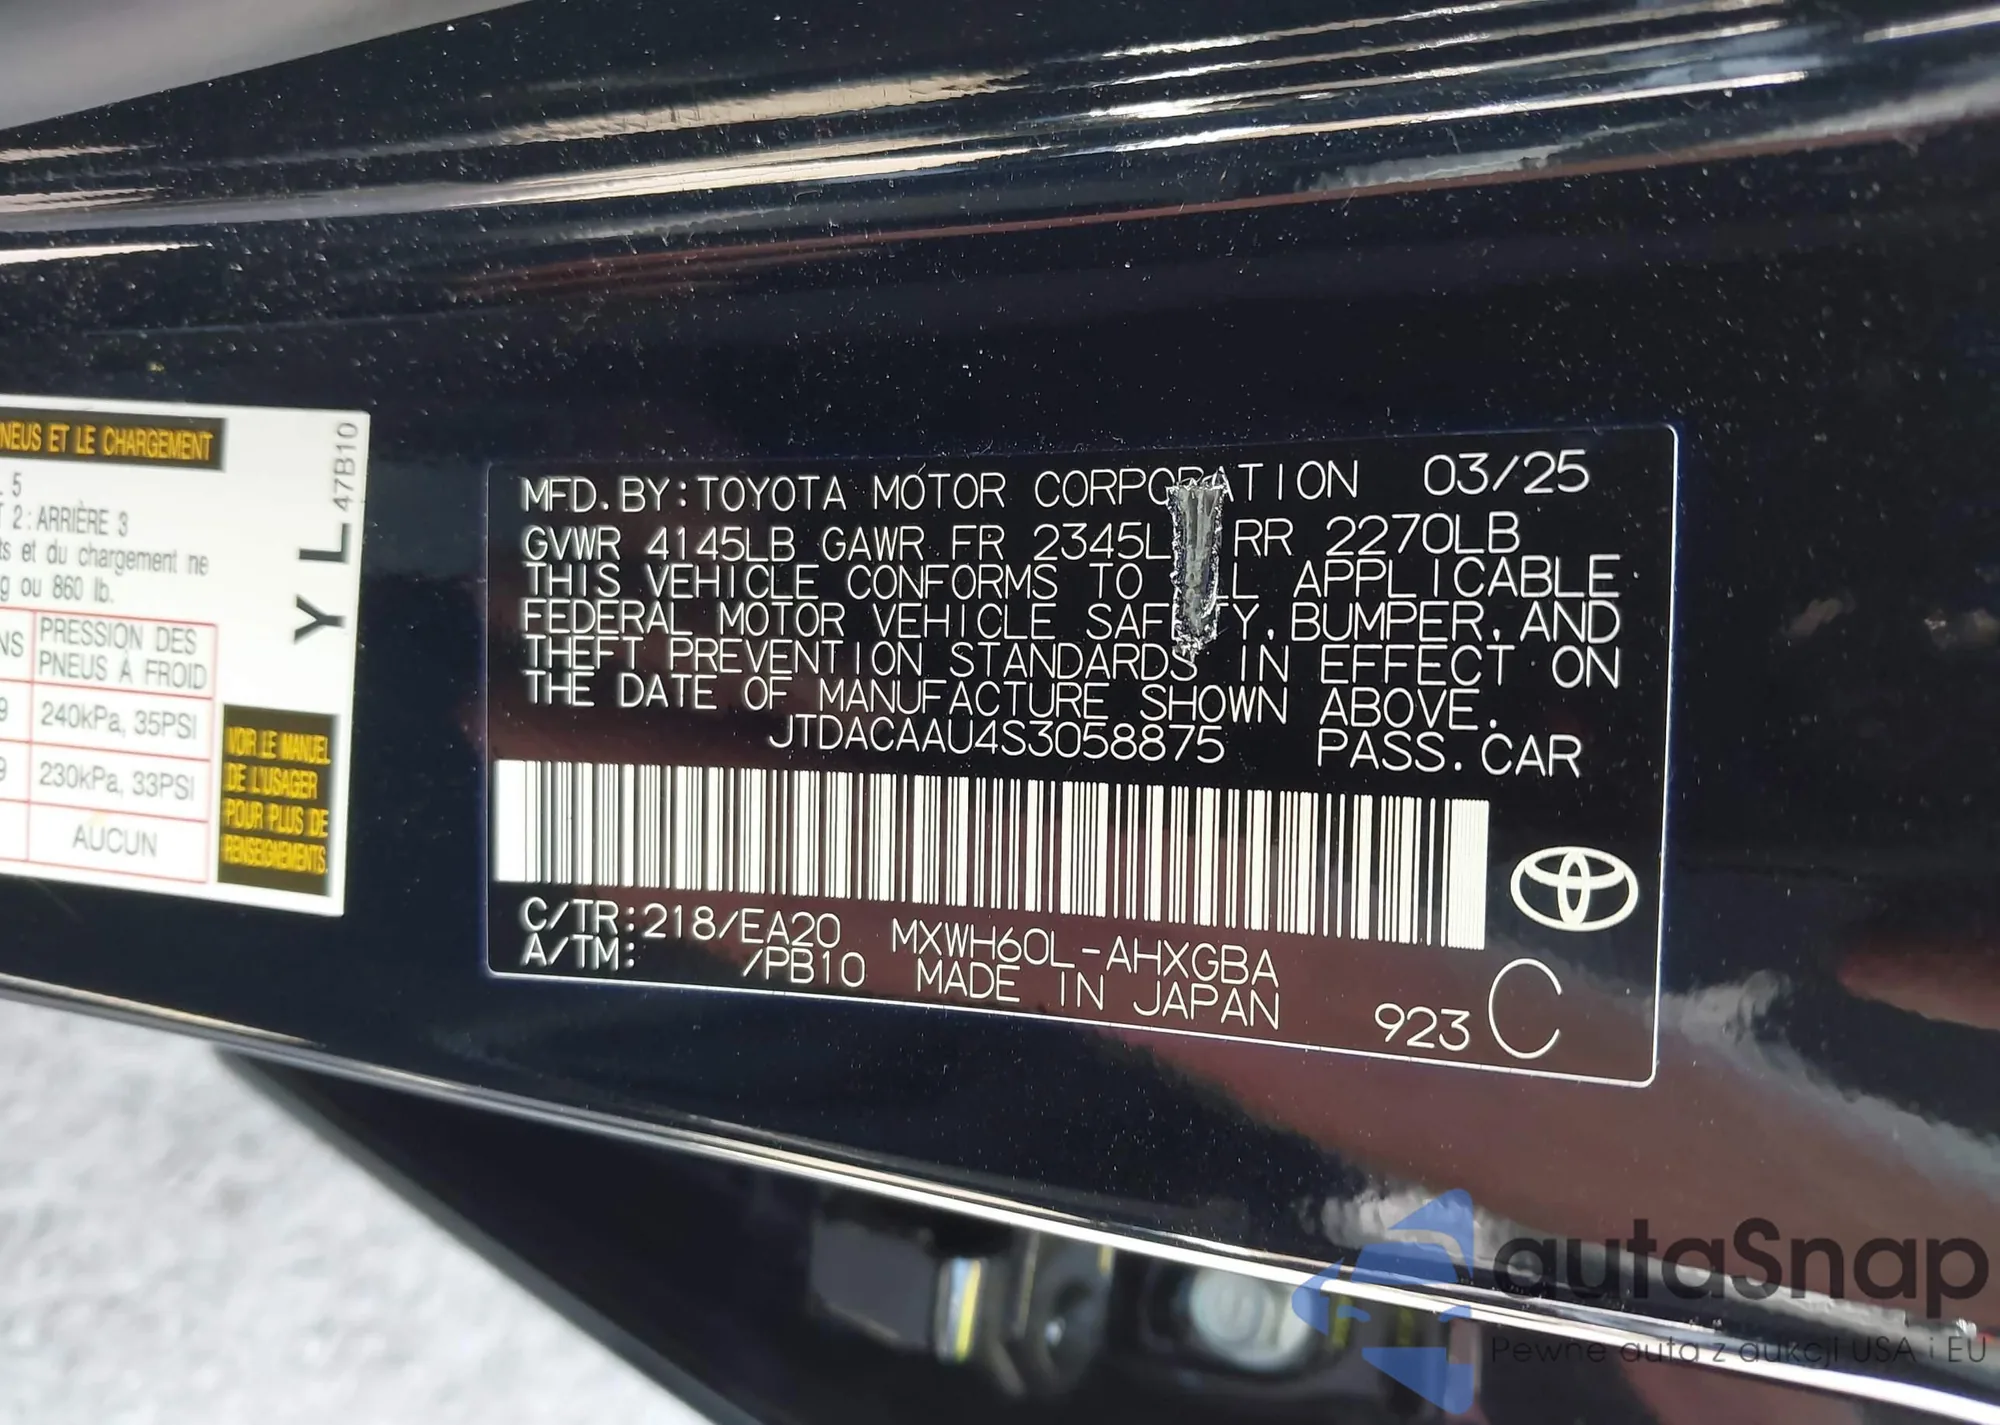 NEUS ET LE CHARGEMENT
47B10
Y L
5
2 : ARRIÈRE 3
et du chargement ne
ou 860 lb.
PRESSION DES
PNEUS À FROID
240kPa, 35PSI
230kPa, 33PSI
AUCUN
VOIR LE MANUEL
DE L'USAGER
POUR PLUS DE
RENSEIGNEMENTS.
MFD. BY: TOYOTA MOTOR CORPORATION 03/25
GVWR 4145LB GAWR FR 2345L RR 2270LB
THIS VEHICLE CONFORMS TO ALL APPLICABLE
FEDERAL MOTOR VEHICLE SAFETY, BUMPER, AND
THEFT PREVENTION STANDARDS IN EFFECT ON
THE DATE OF MANUFACTURE SHOWN ABOVE.
JTDACAAU4S3058875 PASS. CAR
C/TR: 218/EA20 MXWH60L-AHXGBA
A/TM: /PB10 MADE IN JAPAN
923 C
autoSnap
Pewne auta z aukcji USA i EU